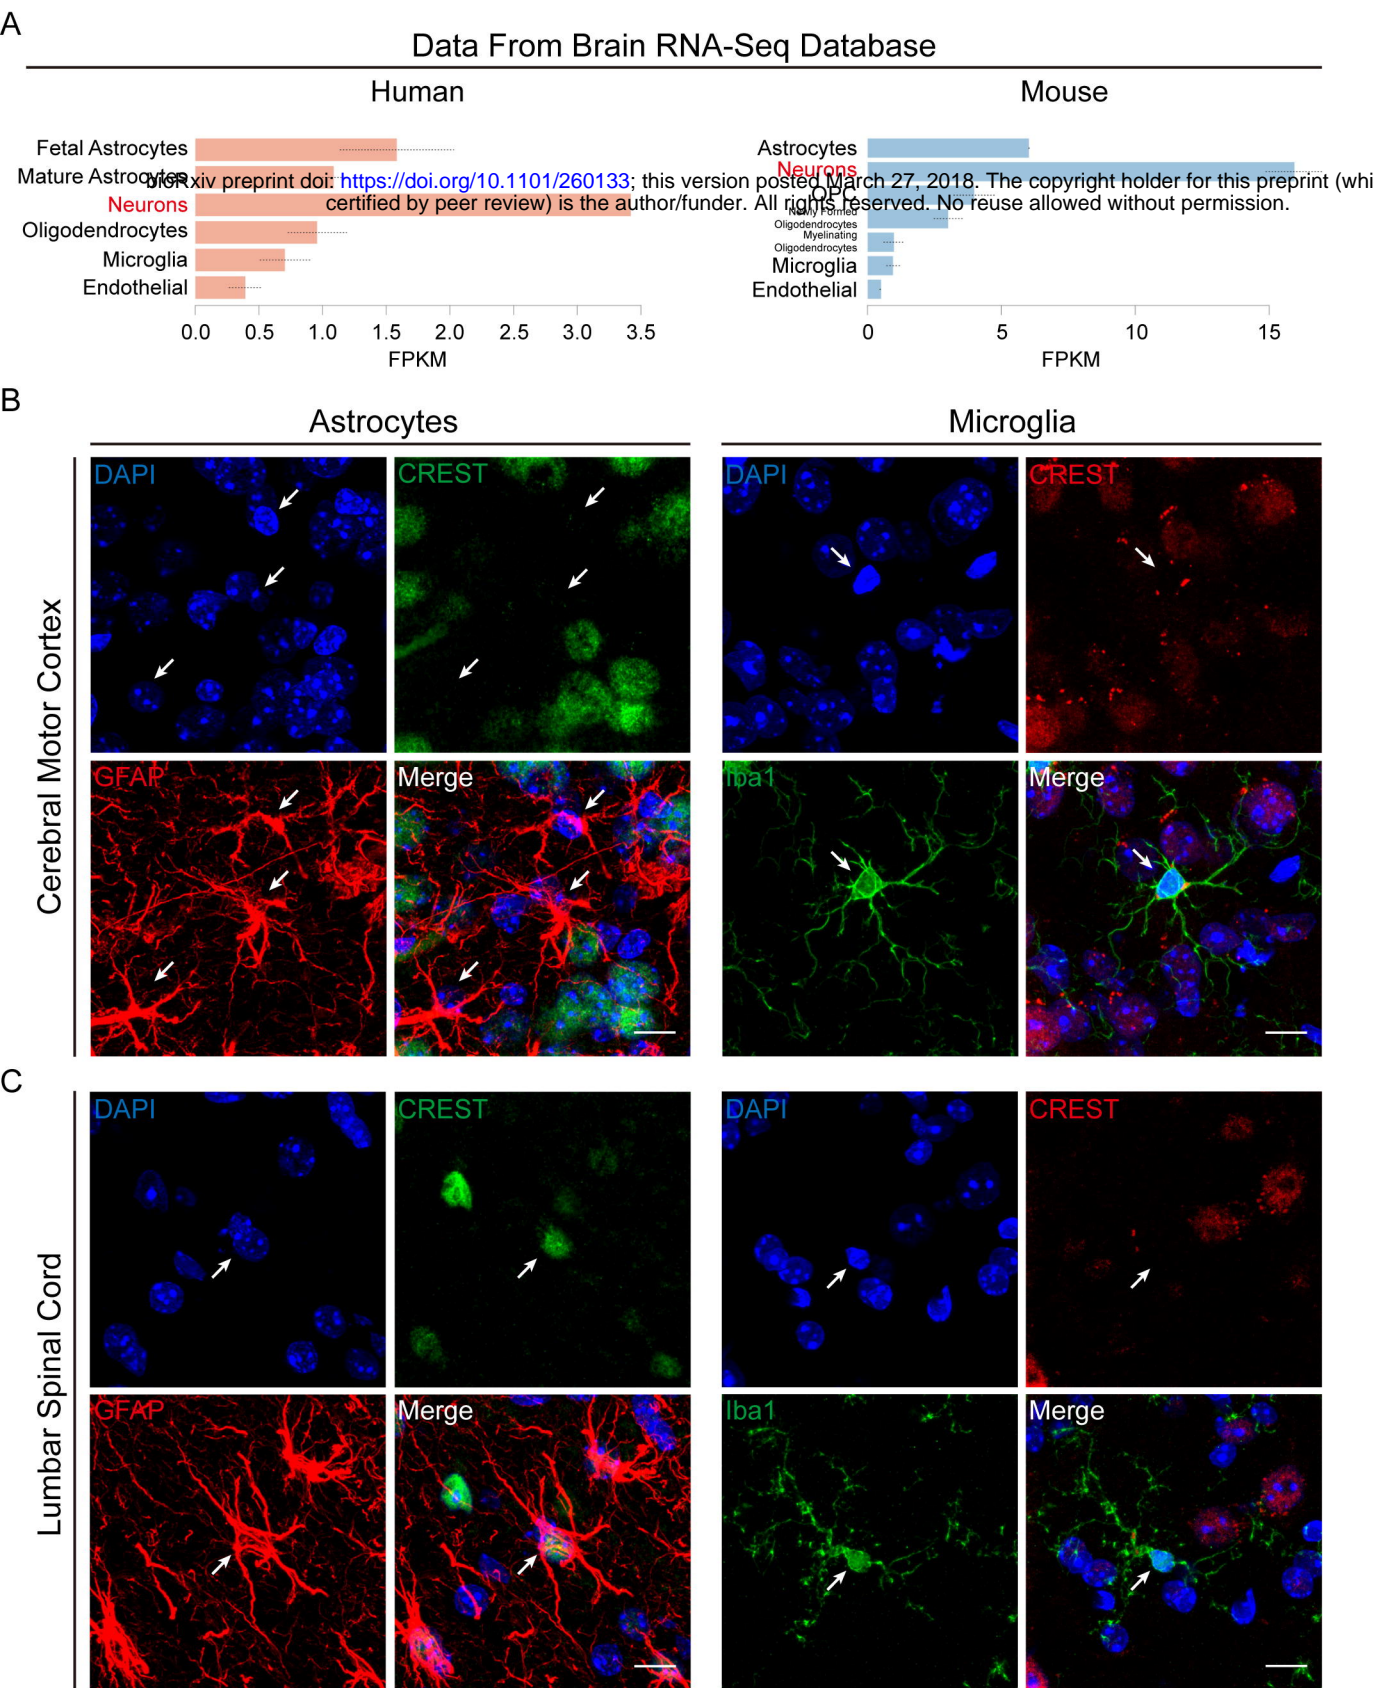 A
Data From Brain RNA-Seq Database
Human
Mouse
Fetal Astrocytes
Mature Astrocytes
Neurons
Oligodendrocytes
Microglia
Endothelial
0.0 0.5 1.0 1.5 2.0 2.5 3.0 3.5
FPKM
Astrocytes
Neurons
OPC
Newly Formed
Oligodendrocytes
Myelinating
Oligodendrocytes
Microglia
Endothelial
0 5 10 15
FPKM
bioRxiv preprint doi: https://doi.org/10.1101/260133; this version posted March 27, 2018. The copyright holder for this preprint (whi
certified by peer review) is the author/funder. All rights reserved. No reuse allowed without permission.
B
Astrocytes
Microglia
Cerebral Motor Cortex
DAPI
CREST
DAPI
CREST
GFAP
Merge
Iba1
Merge
C
Lumbar Spinal Cord
DAPI
CREST
DAPI
CREST
GFAP
Merge
Iba1
Merge